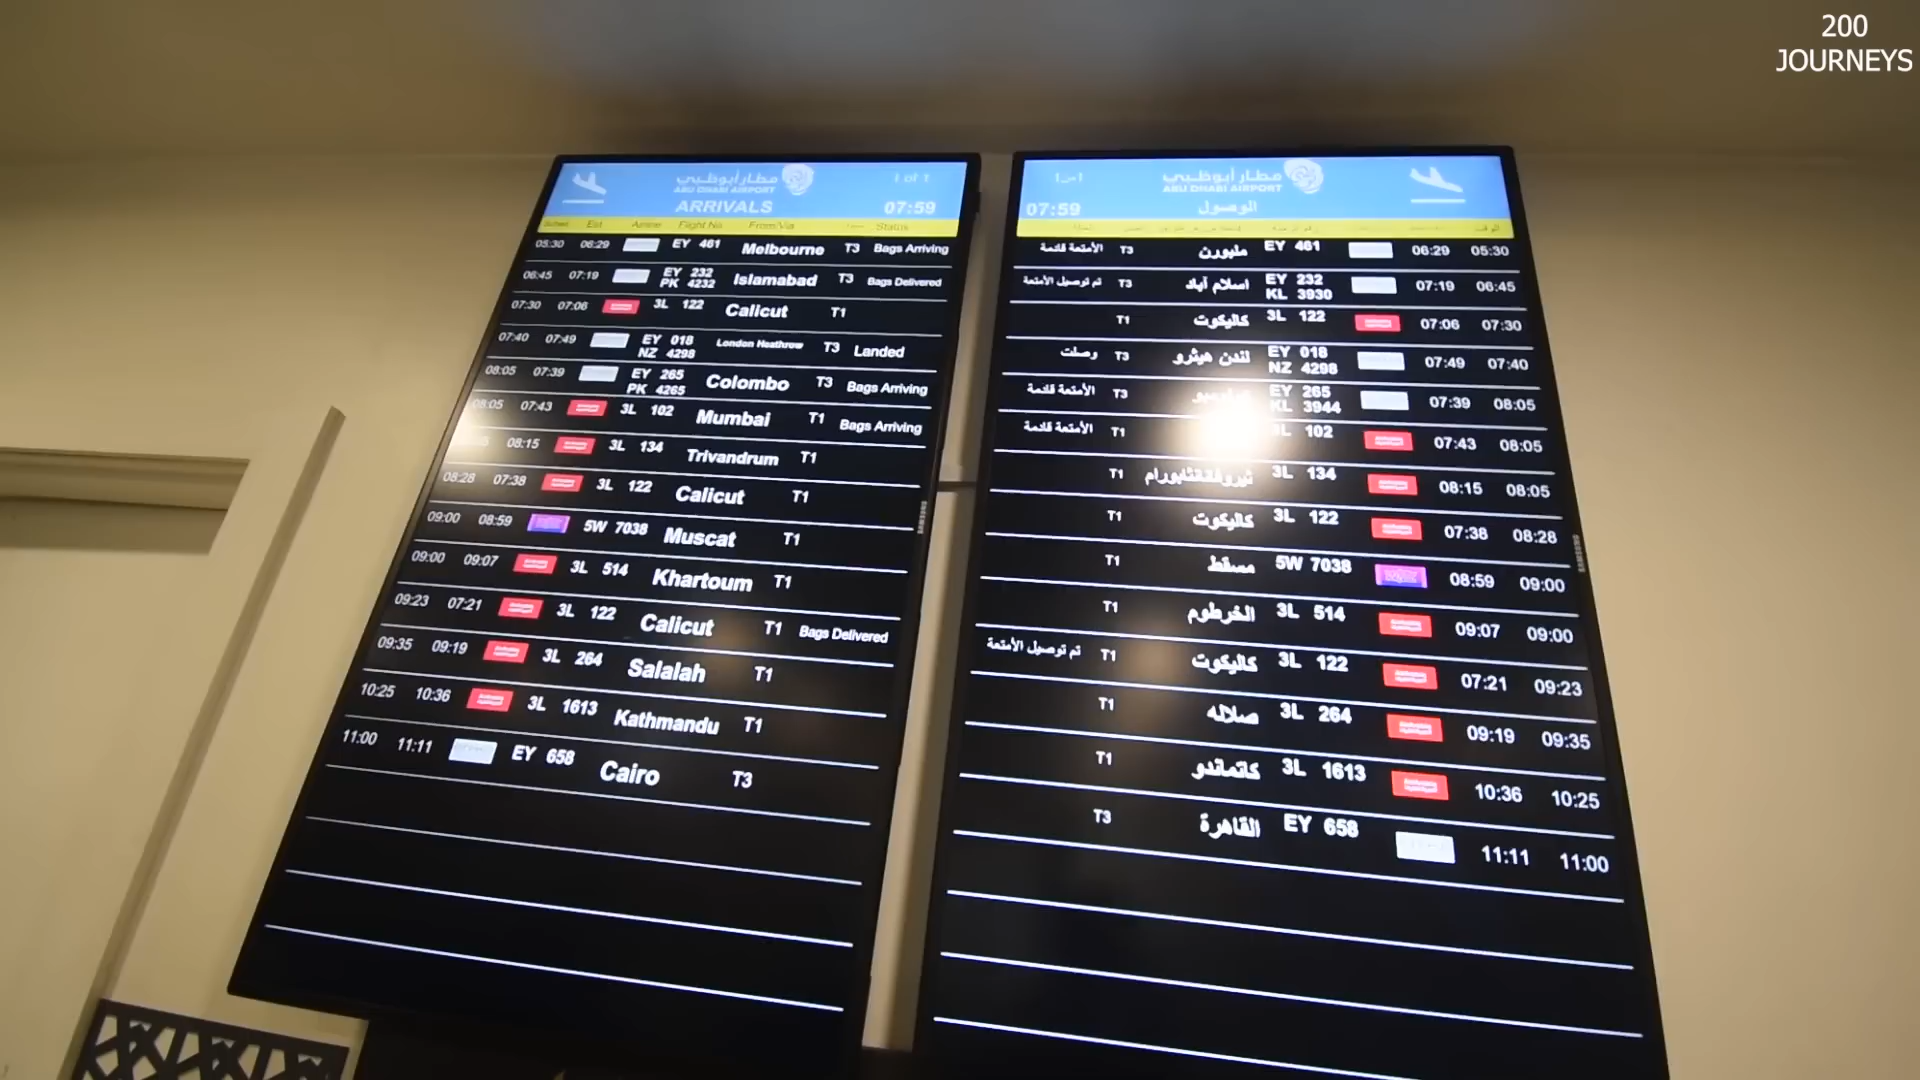 200
JOURNEYS
مطار أبوظبي
ABU DHABI AIRPORT
1 of 1
ARRIVALS
07:59
Est Airline Flight No From/Via Status
05:30 06:29 EY 461 Melbourne T3 Bags Arriving
06:45 07:19 EY 232 Islamabad T3 Bags Delivered
PK 4232
07:30 07:06 3L 122 Calicut T1
07:40 07:49 EY 018 London Heathrow T3 Landed
NZ 4298
08:05 07:39 EY 265 Colombo T3 Bags Arriving
PK 4265
08:05 07:43 3L 102 Mumbai T1 Bags Arriving
08:15 3L 134 Trivandrum T1
08:28 07:38 3L 122 Calicut T1
09:00 08:59 5W 7038 Muscat T1
09:00 09:07 3L 514 Khartoum T1
09:23 07:21 3L 122 Calicut T1 Bags Delivered
09:35 09:19 3L 264 Salalah T1
10:25 10:36 3L 1613 Kathmandu T1
11:00 11:11 EY 658 Cairo T3
SAMSUNG
مطار أبوظبي
ABU DHABI AIRPORT
07:59
الوصول
05:30 06:29 EY 461 ملبورن T3 الأمتعة قادمة
06:45 07:19 EY 232 اسلام آباد T3 تم توصيل الأمتعة
KL 3930
07:30 07:06 3L 122 كاليكوت T1
07:40 07:49 EY 018 لندن هيثرو T3 وصلت
NZ 4298
08:05 07:39 EY 265 T3 الأمتعة قادمة
KL 3944
08:05 07:43 3L 102 T1 الأمتعة قادمة
08:05 08:15 3L 134 T1
08:28 07:38 3L 122 كاليكوت T1
09:00 08:59 5W 7038 مسقط T1
09:00 09:07 3L 514 الخرطوم T1
09:23 07:21 3L 122 كاليكوت T1 تم توصيل الأمتعة
09:35 09:19 3L 264 صلاله T1
10:25 10:36 3L 1613 كاتماندو T1
11:00 11:11 EY 658 القاهرة T3
SAMSUNG